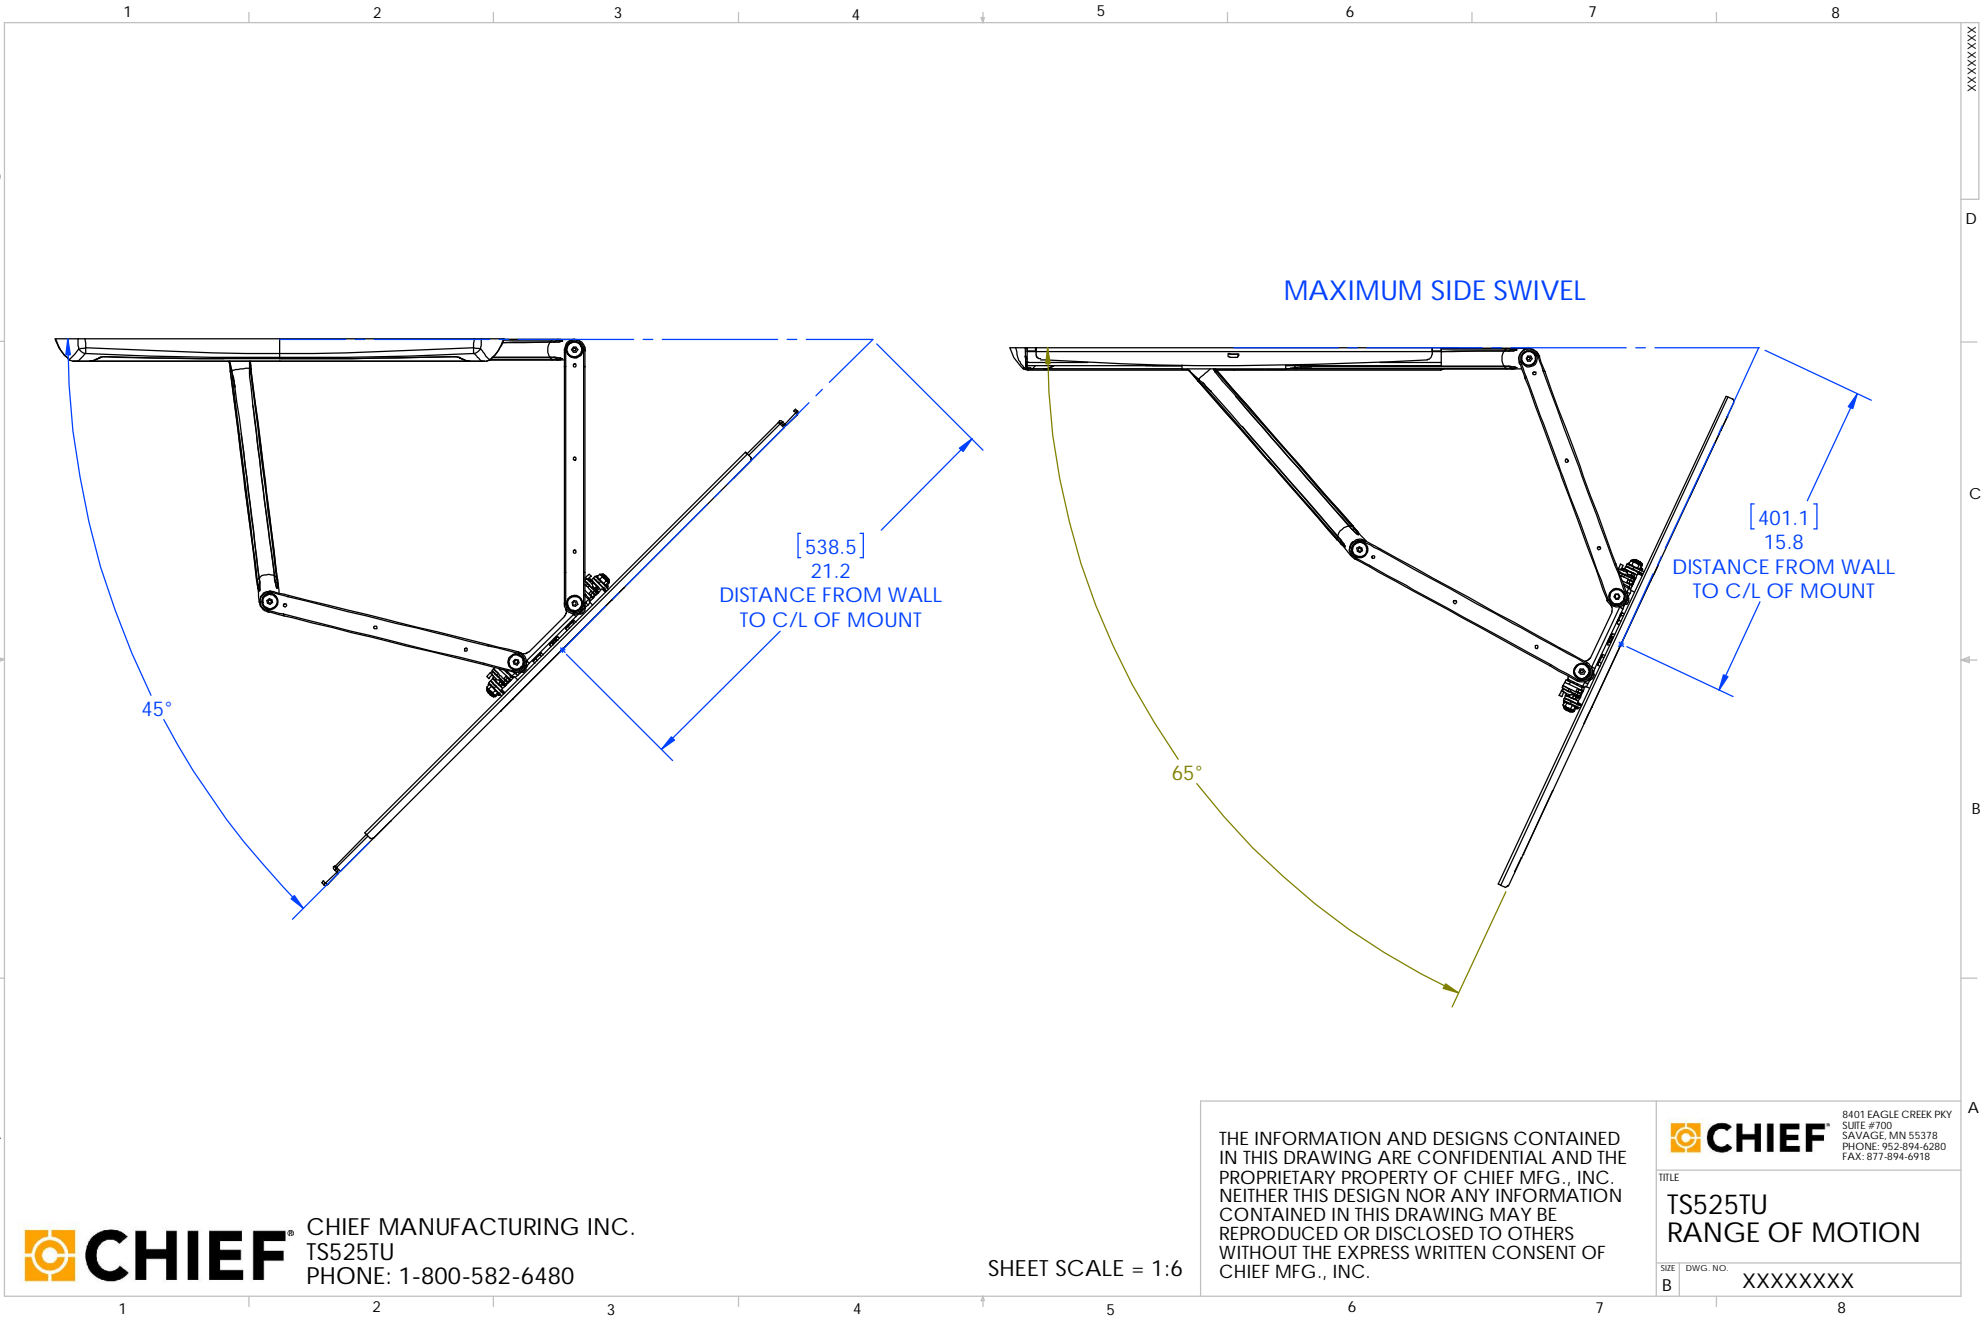 1 2 3 4 5 6 7 8
XXXXXXXX
D
MAXIMUM SIDE SWIVEL
C
[538.5]
21.2
DISTANCE FROM WALL
TO C/L OF MOUNT
[401.1]
15.8
DISTANCE FROM WALL
TO C/L OF MOUNT
45°
65°
B
A
CHIEF®
CHIEF MANUFACTURING INC.
TS525TU
PHONE: 1-800-582-6480
SHEET SCALE = 1:6
THE INFORMATION AND DESIGNS CONTAINED
IN THIS DRAWING ARE CONFIDENTIAL AND THE
PROPRIETARY PROPERTY OF CHIEF MFG., INC.
NEITHER THIS DESIGN NOR ANY INFORMATION
CONTAINED IN THIS DRAWING MAY BE
REPRODUCED OR DISCLOSED TO OTHERS
WITHOUT THE EXPRESS WRITTEN CONSENT OF
CHIEF MFG., INC.
CHIEF®
8401 EAGLE CREEK PKY
SUITE #700
SAVAGE, MN 55378
PHONE: 952-894-6280
FAX: 877-894-6918
TITLE
TS525TU
RANGE OF MOTION
SIZE
B
DWG. NO.
XXXXXXXX
1 2 3 4 5 6 7 8